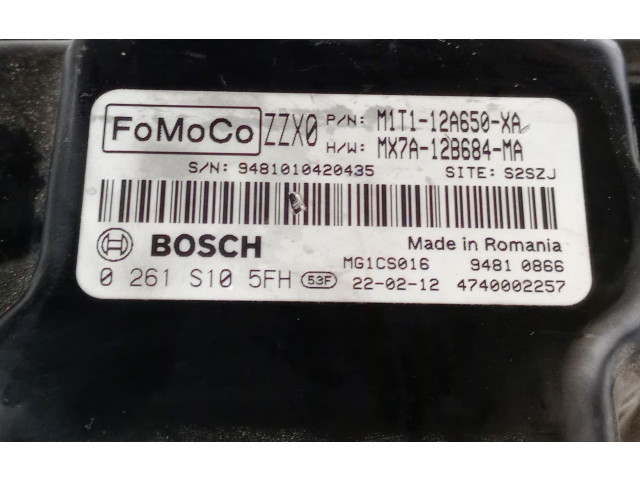 FoMoCo ZZX0 P/N: M1T1-12A650-XA
H/W: MX7A-12B684-MA
S/N: 9481010420435 SITE: S2SZJ
BOSCH Made in Romania
MG1CS016 9481 0866
0 261 S10 5FH 53F 22-02-12 4740002257